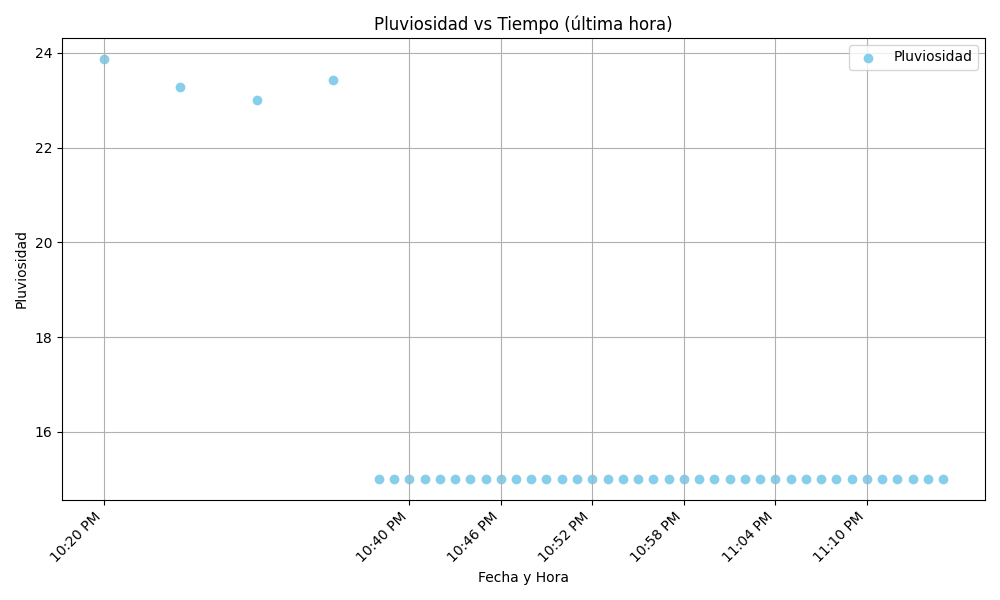 Pluviosidad vs Tiempo (última hora)
Pluviosidad
24
22
20
18
16
Pluviosidad
10:20 PM
10:40 PM
10:46 PM
10:52 PM
10:58 PM
11:04 PM
11:10 PM
Fecha y Hora